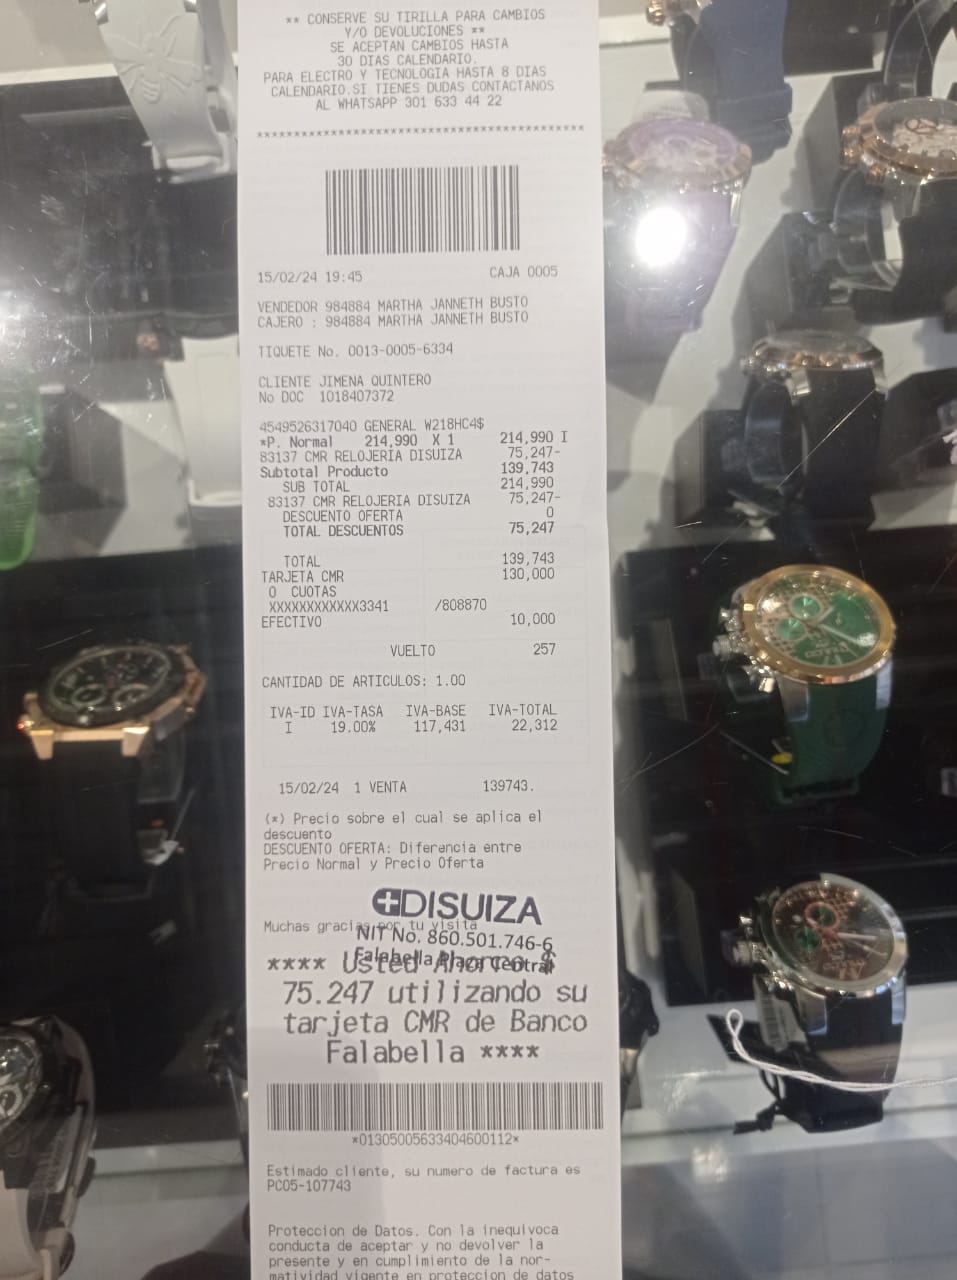 ** CONSERVE SU TIRILLA PARA CAMBIOS
Y/O DEVOLUCIONES **
SE ACEPTAN CAMBIOS HASTA
30 DIAS CALENDARIO.
PARA ELECTRO Y TECNOLOGIA HASTA 8 DIAS
CALENDARIO.SI TIENES DUDAS CONTACTANOS
AL WHATSAPP 301 633 44 22
******************************************
15/02/24 19:45 CAJA 0005
VENDEDOR 984884 MARTHA JANNETH BUSTO
CAJERO : 984884 MARTHA JANNETH BUSTO
TIQUETE No. 0013-0005-6334
CLIENTE JIMENA QUINTERO
No DOC 1018407372
4549526317040 GENERAL W218HC4$
*P. Normal 214,990 X 1 214,990 I
83137 CMR RELOJERIA DISUIZA 75,247-
Subtotal Producto 139,743
SUB TOTAL 214,990
83137 CMR RELOJERIA DISUIZA 75,247-
DESCUENTO OFERTA 0
TOTAL DESCUENTOS 75,247
TOTAL 139,743
TARJETA CMR 130,000
0 CUOTAS
XXXXXXXXXXXX3341 /808870
EFECTIVO 10,000
VUELTO 257
CANTIDAD DE ARTICULOS: 1.00
IVA-ID IVA-TASA IVA-BASE IVA-TOTAL
I 19.00% 117,431 22,312
15/02/24 1 VENTA 139743.
(*) Precio sobre el cual se aplica el
descuento
DESCUENTO OFERTA: Diferencia entre
Precio Normal y Precio Oferta
DISUIZA
Muchas gracias por tu visita
NIT No. 860.501.746-6
Falabella Plaza Central
**** Usted Ahorro $
75.247 utilizando su
tarjeta CMR de Banco
Falabella ****
*01305005633404600112*
Estimado cliente, su numero de factura es
PC05-107743
Proteccion de Datos. Con la inequivoca
conducta de aceptar y no devolver la
presente y en cumplimiento de la nor-
matividad vigente en proteccion de datos